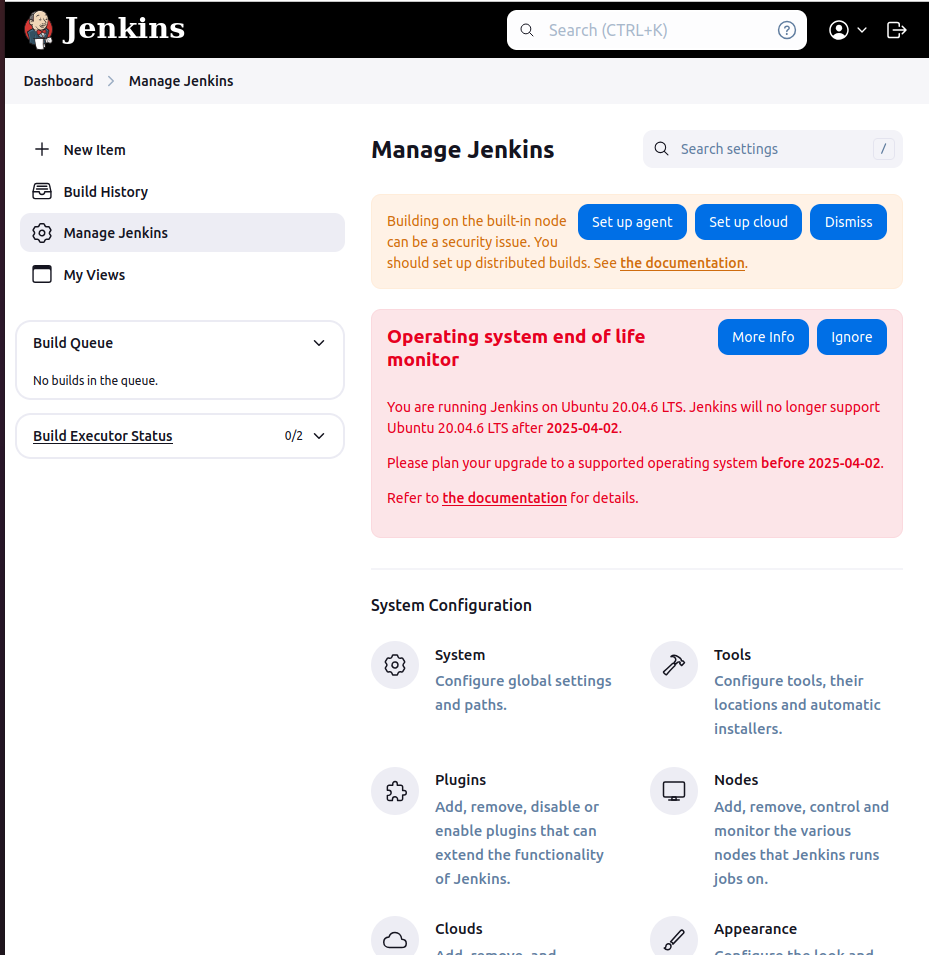 Jenkins
Search (CTRL+K)
Dashboard
Manage Jenkins
New Item
Build History
Manage Jenkins
My Views
Build Queue
No builds in the queue.
Build Executor Status
0/2
Manage Jenkins
Search settings
/
Building on the built-in node
can be a security issue. You
should set up distributed builds. See the documentation.
Set up agent
Set up cloud
Dismiss
Operating system end of life
monitor
More Info
Ignore
You are running Jenkins on Ubuntu 20.04.6 LTS. Jenkins will no longer support
Ubuntu 20.04.6 LTS after 2025-04-02.
Please plan your upgrade to a supported operating system before 2025-04-02.
Refer to the documentation for details.
System Configuration
System
Configure global settings
and paths.
Tools
Configure tools, their
locations and automatic
installers.
Plugins
Add, remove, disable or
enable plugins that can
extend the functionality
of Jenkins.
Nodes
Add, remove, control and
monitor the various
nodes that Jenkins runs
jobs on.
Clouds
Add, remove, and
Appearance
Configure the look and